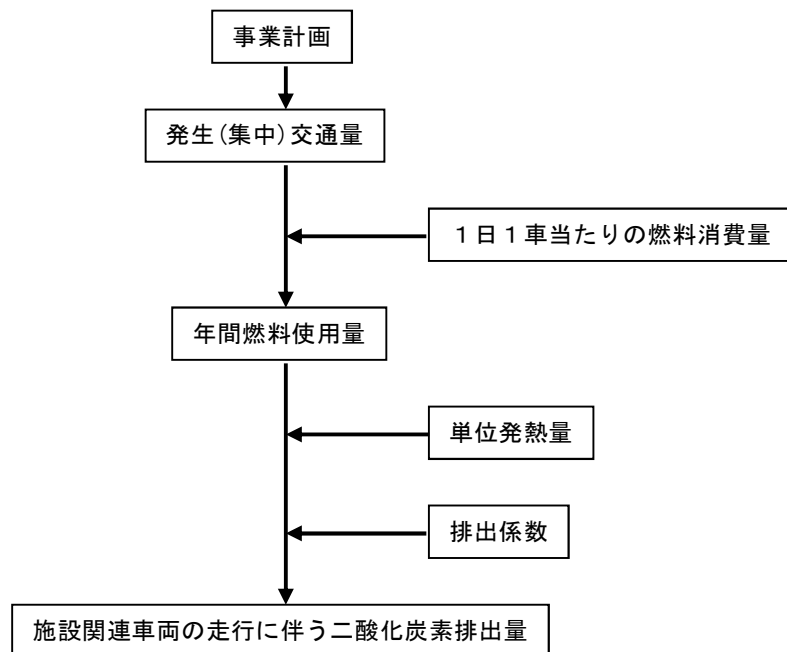 事業計画
発生(集中)交通量
1日1車当たりの燃料消費量
年間燃料使用量
単位発熱量
排出係数
施設関連車両の走行に伴う二酸化炭素排出量